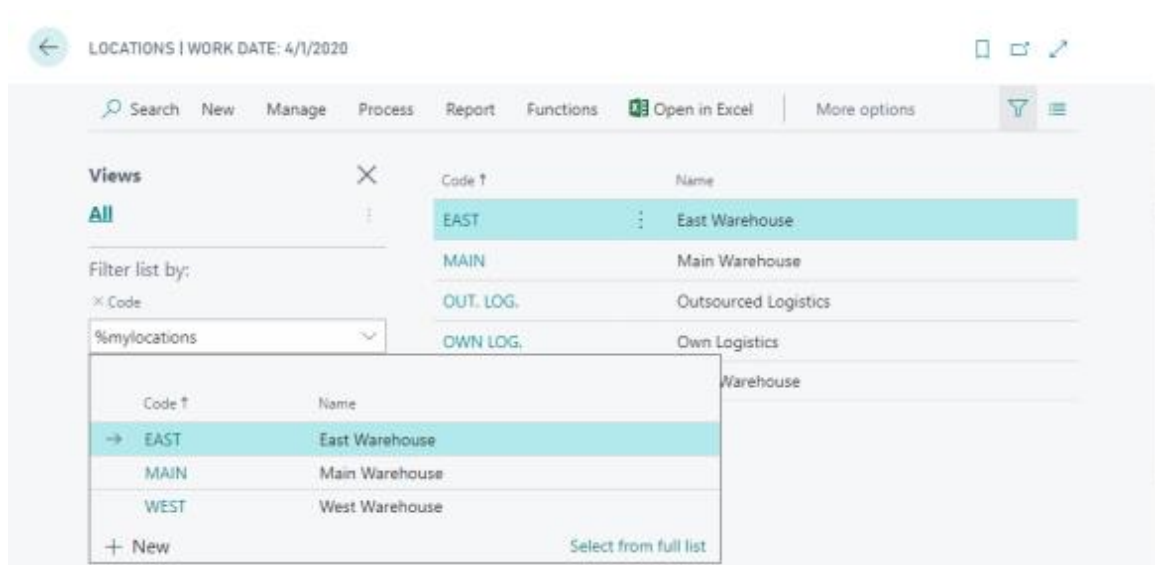 LOCATIONS | WORK DATE: 4/1/2020
Search New Manage Process Report Functions Open in Excel More options
Views
All
Filter list by:
× Code
%mylocations
Code ↑ Name
EAST East Warehouse
MAIN Main Warehouse
OUT. LOG. Outsourced Logistics
OWN LOG. Own Logistics
Warehouse
Code ↑ Name
→ EAST East Warehouse
MAIN Main Warehouse
WEST West Warehouse
+ New Select from full list